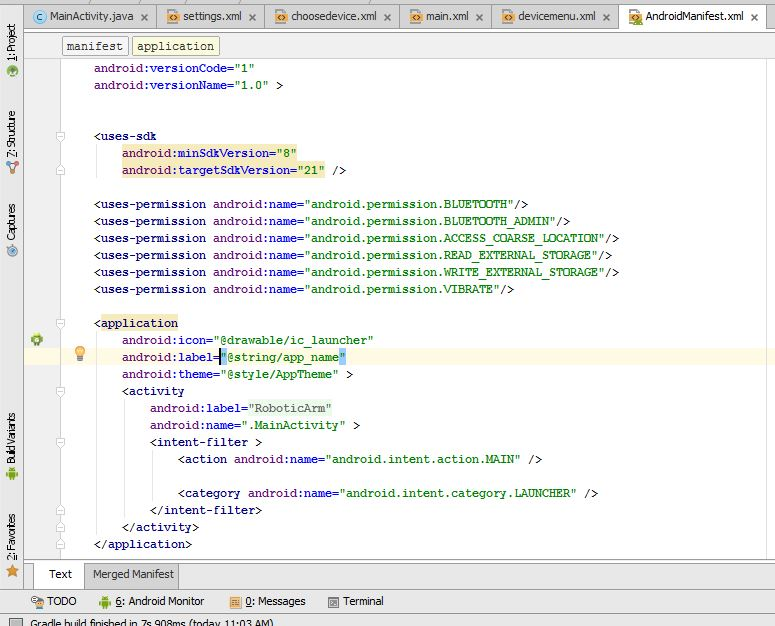 MainActivity.java × settings.xml × choosedevice.xml × main.xml × devicemenu.xml × AndroidManifest.xml ×
manifest application
android:versionCode="1"
android:versionName="1.0" >
<uses-sdk
android:minSdkVersion="8"
android:targetSdkVersion="21" />
<uses-permission android:name="android.permission.BLUETOOTH"/>
<uses-permission android:name="android.permission.BLUETOOTH_ADMIN"/>
<uses-permission android:name="android.permission.ACCESS_COARSE_LOCATION"/>
<uses-permission android:name="android.permission.READ_EXTERNAL_STORAGE"/>
<uses-permission android:name="android.permission.WRITE_EXTERNAL_STORAGE"/>
<uses-permission android:name="android.permission.VIBRATE"/>
<application
android:icon="@drawable/ic_launcher"
android:label="@string/app_name"
android:theme="@style/AppTheme" >
<activity
android:label="RoboticArm"
android:name=".MainActivity" >
<intent-filter >
<action android:name="android.intent.action.MAIN" />
<category android:name="android.intent.category.LAUNCHER" />
</intent-filter>
</activity>
</application>
1: Project
Z: Structure
Captures
Build Variants
2: Favorites
Text Merged Manifest
TODO 6: Android Monitor 0: Messages Terminal
Gradle build finished in 7s 908ms (today 11:03 AM)